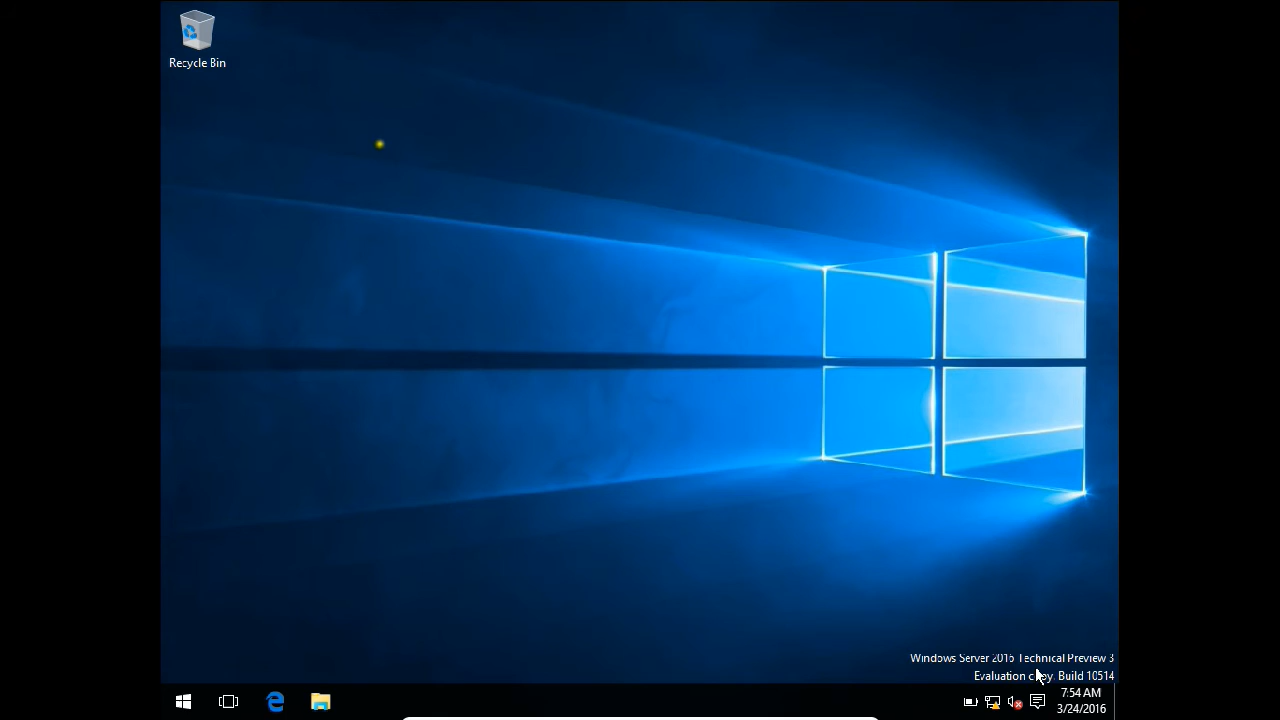 Recycle Bin
Windows Server 2016 Technical Preview 3
Evaluation copy. Build 10514
7:54 AM
3/24/2016